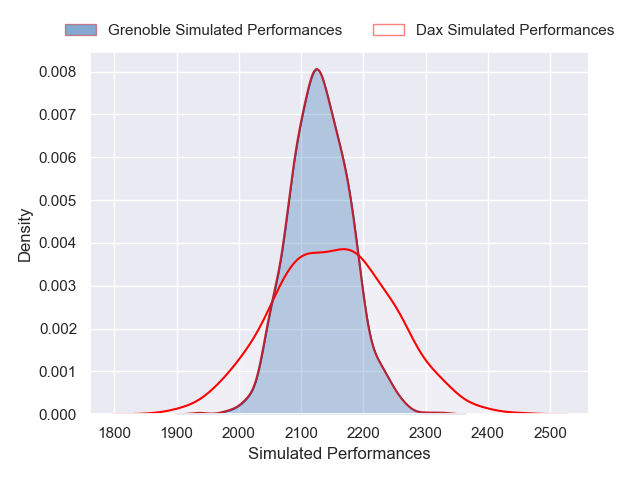 Grenoble Simulated Performances Dax Simulated Performances
0.008
0.007
0.006
0.005
0.004
0.003
0.002
0.001
0.000
Density
1800 1900 2000 2100 2200 2300 2400 2500
Simulated Performances